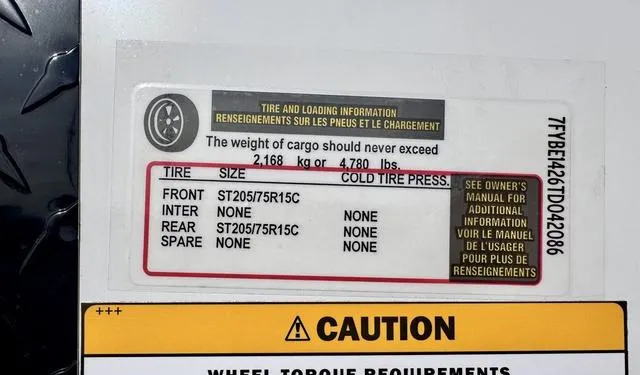 TIRE AND LOADING INFORMATION
RENSEIGNEMENTS SUR LES PNEUS ET LE CHARGEMENT
The weight of cargo should never exceed
2,168 kg or 4,780 lbs.
TIRE SIZE COLD TIRE PRESS.
FRONT ST205/75R15C
INTER NONE NONE
REAR ST205/75R15C NONE
SPARE NONE NONE
SEE OWNER'S
MANUAL FOR
ADDITIONAL
INFORMATION
VOIR LE MANUEL
DE L'USAGER
POUR PLUS DE
RENSEIGNEMENTS
7FYBE1426TD042086
+++
CAUTION
WHEEL TORQUE REQUIREMENTS